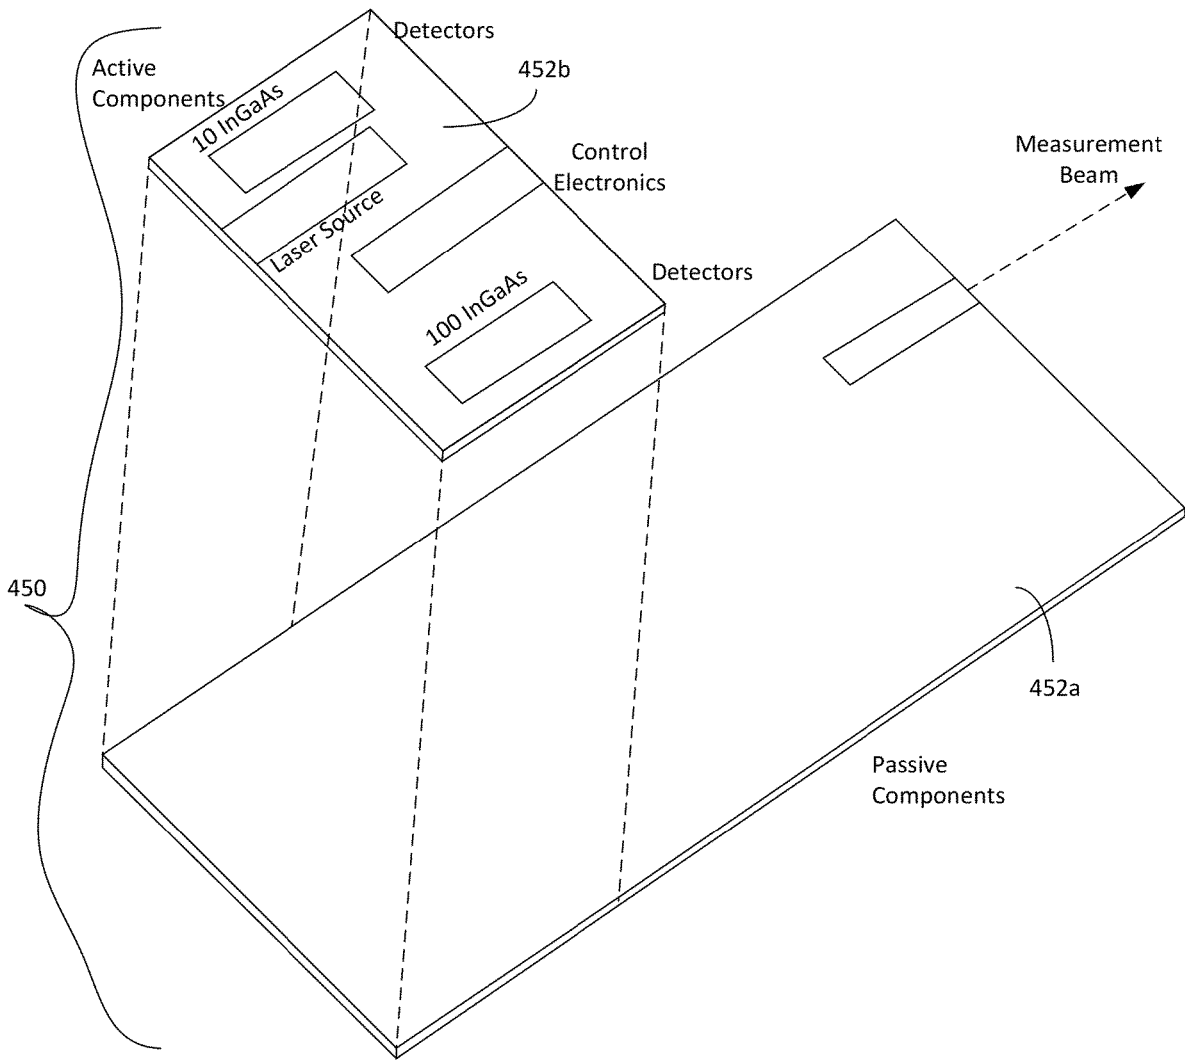 Detectors
Active
Components
452b
10 InGaAs
Control
Electronics
Measurement
Beam
Laser Source
Detectors
100 InGaAs
450
452a
Passive
Components